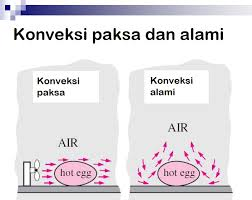 Konveksi paksa dan alami
Konveksi
paksa
AIR
hot egg
Konveksi
alami
AIR
hot egg